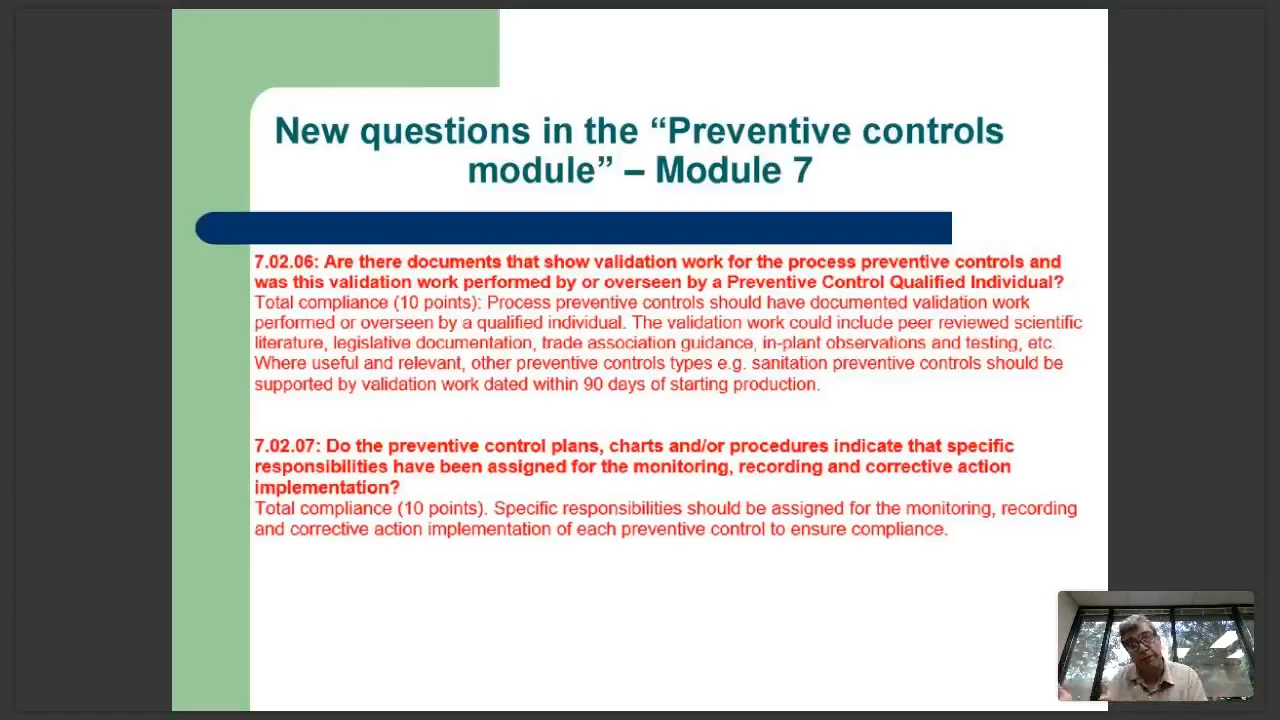 New questions in the “Preventive controls
module” – Module 7
7.02.06: Are there documents that show validation work for the process preventive controls and
was this validation work performed by or overseen by a Preventive Control Qualified Individual?
Total compliance (10 points): Process preventive controls should have documented validation work
performed or overseen by a qualified individual. The validation work could include peer reviewed scientific
literature, legislative documentation, trade association guidance, in-plant observations and testing, etc.
Where useful and relevant, other preventive controls types e.g. sanitation preventive controls should be
supported by validation work dated within 90 days of starting production.
7.02.07: Do the preventive control plans, charts and/or procedures indicate that specific
responsibilities have been assigned for the monitoring, recording and corrective action
implementation?
Total compliance (10 points). Specific responsibilities should be assigned for the monitoring, recording
and corrective action implementation of each preventive control to ensure compliance.